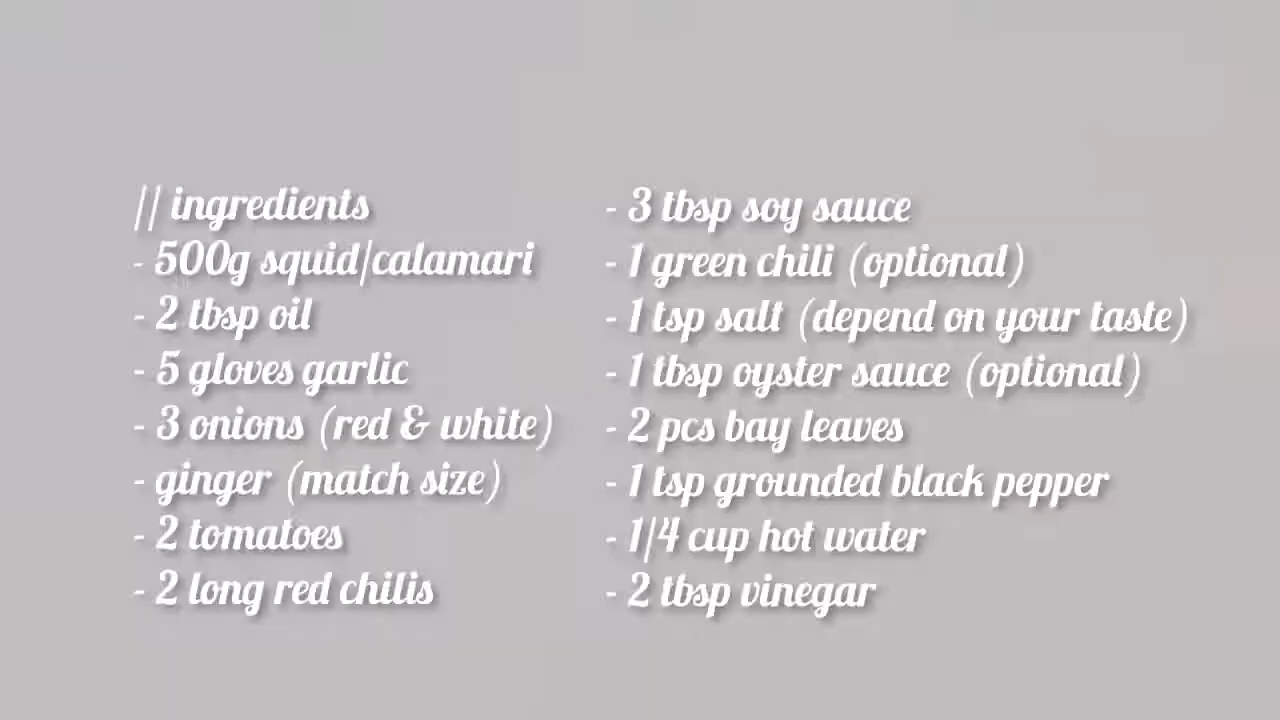 // ingredients
- 500g squid/calamari
- 2 tbsp oil
- 5 gloves garlic
- 3 onions (red & white)
- ginger (match size)
- 2 tomatoes
- 2 long red chilis
- 3 tbsp soy sauce
- 1 green chili (optional)
- 1 tsp salt (depend on your taste)
- 1 tbsp oyster sauce (optional)
- 2 pcs bay leaves
- 1 tsp grounded black pepper
- 1/4 cup hot water
- 2 tbsp vinegar